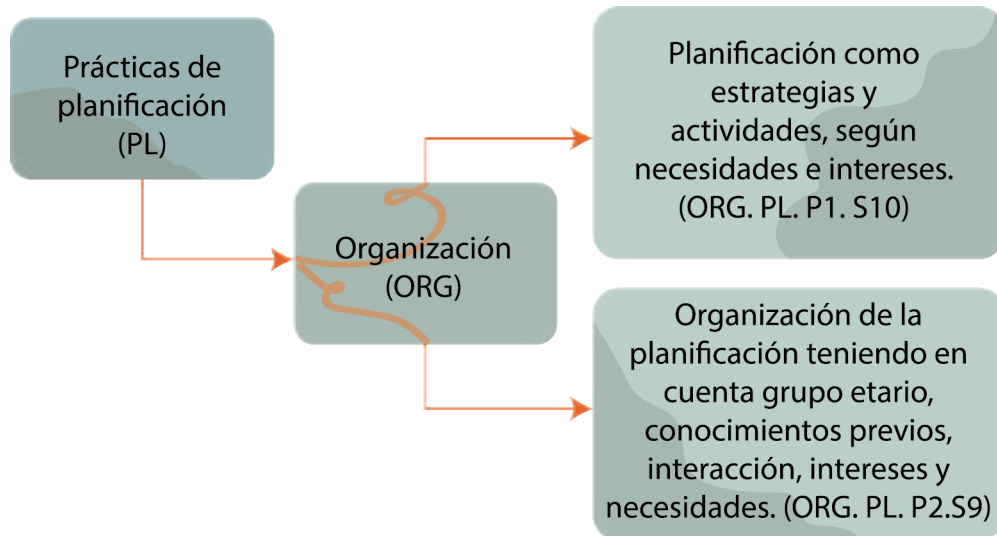 Prácticas de
planificación
(PL)
Organización
(ORG)
Planificación como
estrategias y
actividades, según
necesidades e intereses.
(ORG. PL. P1. S10)
Organización de la
planificación teniendo en
cuenta grupo etario,
conocimientos previos,
interacción, intereses y
necesidades. (ORG. PL. P2.S9)